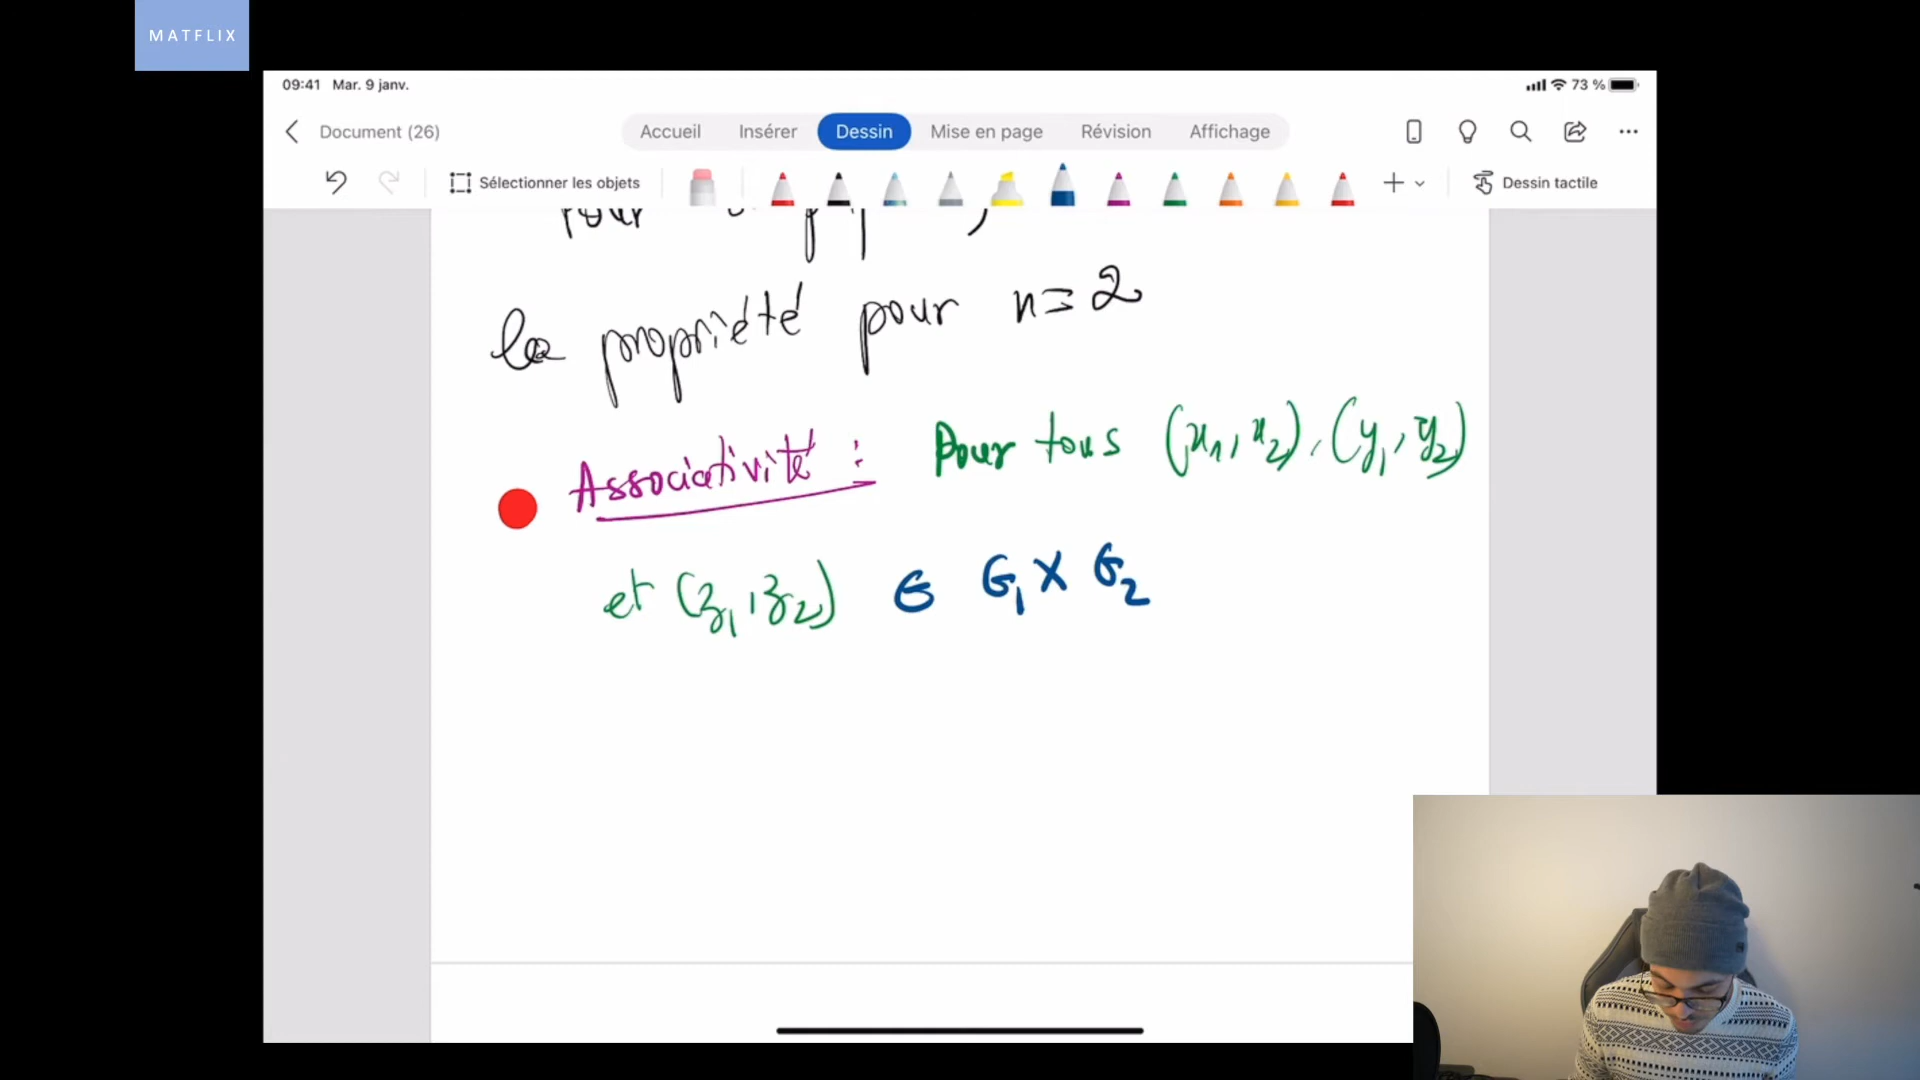 MATFLIX
09:41 Mar. 9 janv.
73 %
Document (26)
Accueil Insérer Dessin Mise en page Révision Affichage
Sélectionner les objets
Dessin tactile
Pour
la propriété pour n = 2
Associativité : Pour tous (x₁, x₂), (y₁, y₂)
et (z₁, z₂) ∈ G₁ × G₂